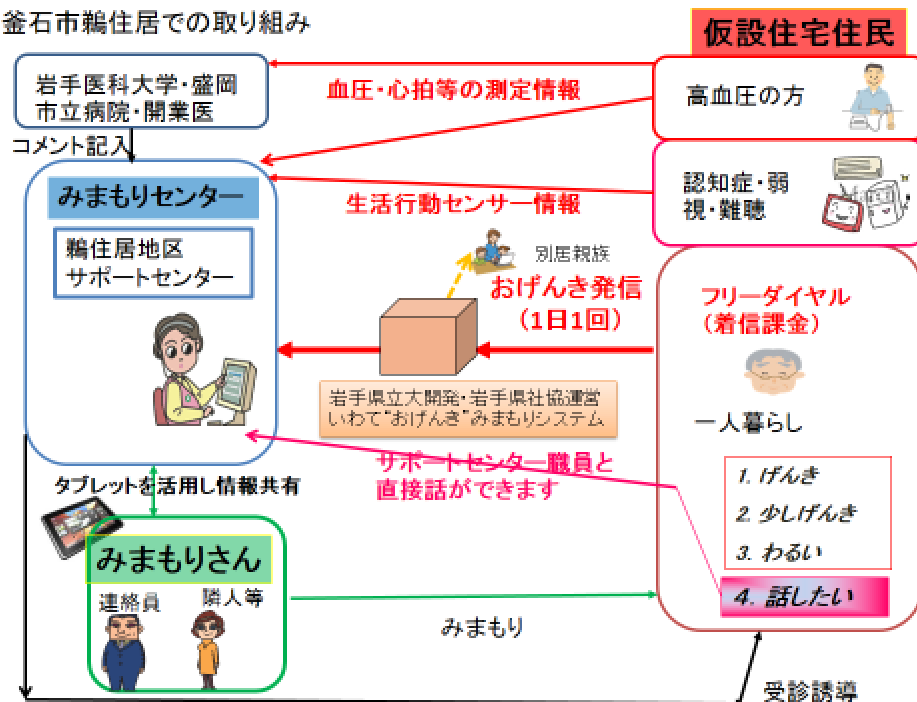 釜石市鵜住居での取り組み
仮設住宅住民
岩手医科大学・盛岡
市立病院・開業医
血圧・心拍等の測定情報
高血圧の方
コメント記入
みまもりセンター
鵜住居地区
サポートセンター
生活行動センサー情報
認知症・弱
視・難聴
別居親族
おげんき発信
(1日1回)
フリーダイヤル
(着信課金)
岩手県立大開発・岩手県社協運営
いわて"おげんき"みまもりシステム
一人暮らし
サポートセンター職員と
直接話ができます
1. げんき
2. 少しげんき
3. わるい
4. 話したい
タブレットを活用し情報共有
みまもりさん
連絡員
隣人等
みまもり
受診誘導